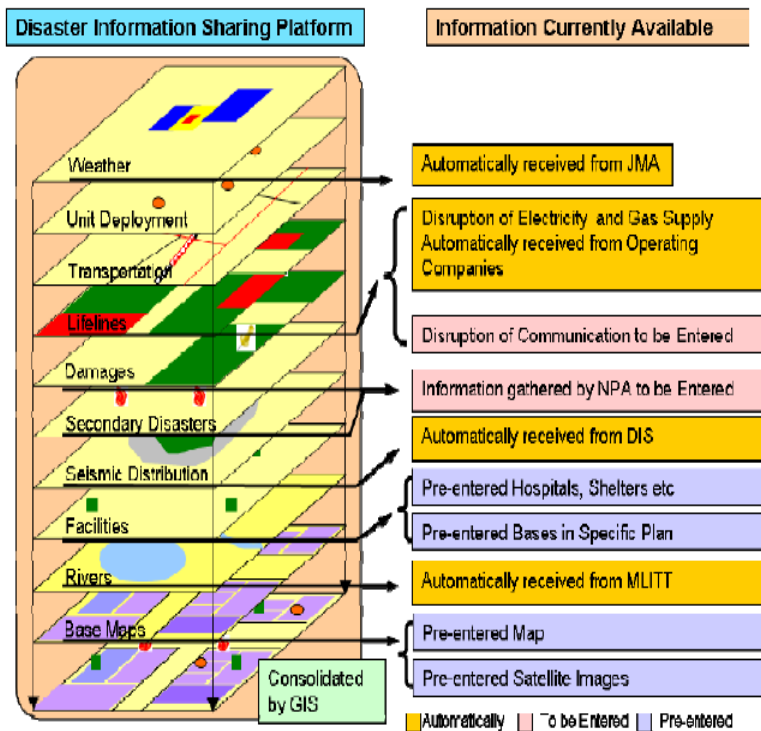 Disaster Information Sharing Platform
Information Currently Available
Weather
Automatically received from JMA
Unit Deployment
Disruption of Electricity and Gas Supply
Automatically received from Operating
Companies
Transportation
Lifelines
Disruption of Communication to be Entered
Damages
Information gathered by NPA to be Entered
Secondary Disasters
Automatically received from DIS
Seismic Distribution
Pre-entered Hospitals, Shelters etc
Facilities
Pre-entered Bases in Specific Plan
Rivers
Automatically received from MLITT
Base Maps
Pre-entered Map
Pre-entered Satellite Images
Consolidated
by GIS
Automatically
To be Entered
Pre-entered